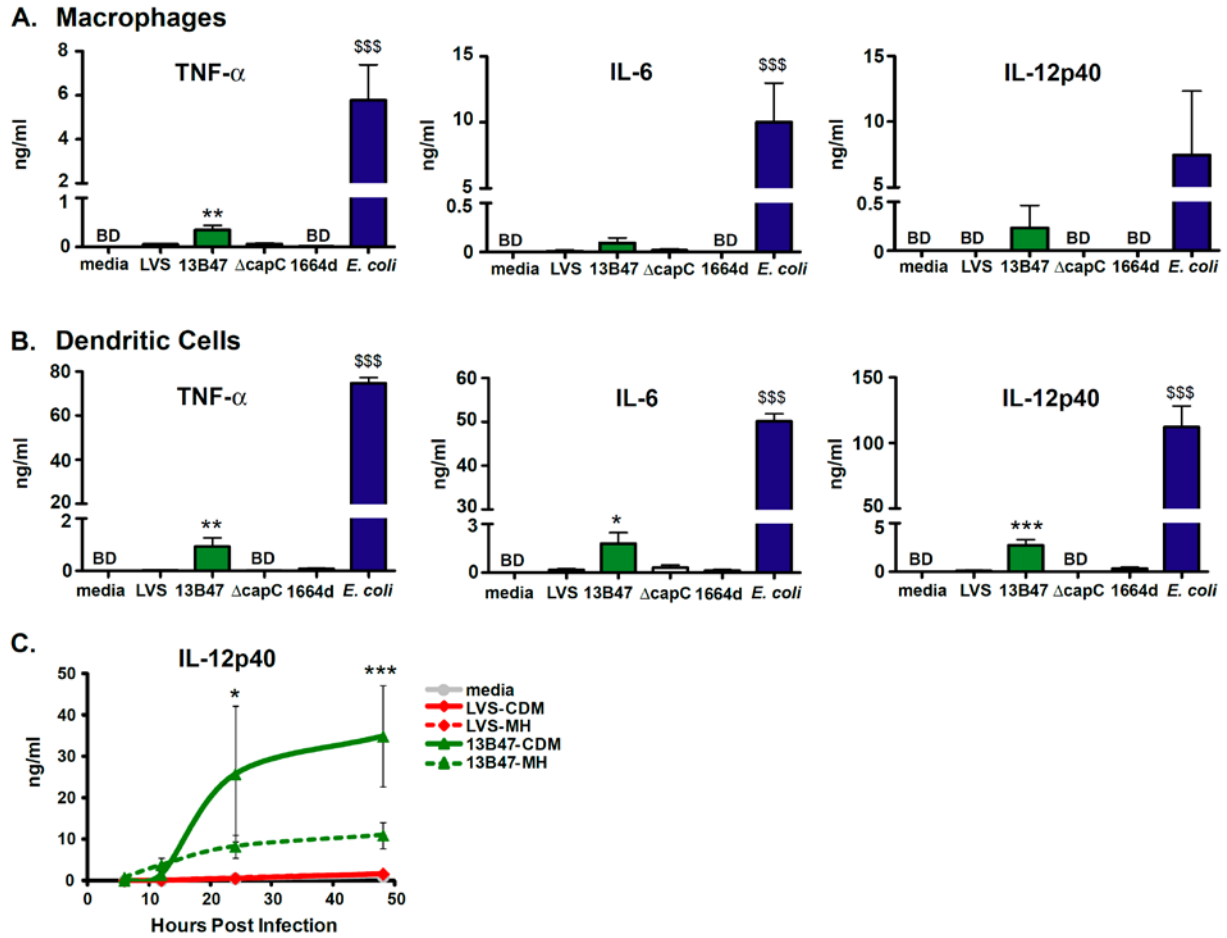 A. Macrophages
TNF-α
IL-6
IL-12p40
ng/ml
8
6
4
2
1
0
$$$
**
BD
BD
media LVS 13B47 ΔcapC 1664d E. coli
ng/ml
15
10
5
0.5
0
$$$
BD
BD
media LVS 13B47 ΔcapC 1664d E. coli
ng/ml
15
10
5
0.5
0
BD BD BD BD
media LVS 13B47 ΔcapC 1664d E. coli
B. Dendritic Cells
TNF-α
IL-6
IL-12p40
ng/ml
80
60
40
20
2
0
$$$
**
BD
BD
media LVS 13B47 ΔcapC 1664d E. coli
ng/ml
60
50
40
30
3
0
$$$
*
BD
media LVS 13B47 ΔcapC 1664d E. coli
ng/ml
150
100
50
5
0
$$$
***
BD
BD
media LVS 13B47 ΔcapC 1664d E. coli
C.
IL-12p40
ng/ml
50
40
30
20
10
0
*
***
0 10 20 30 40 50
Hours Post Infection
media
LVS-CDM
LVS-MH
13B47-CDM
13B47-MH